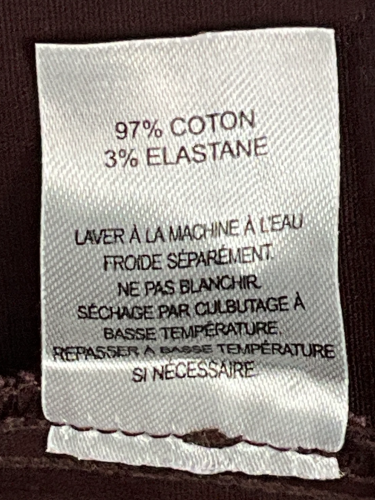 97% COTON
3% ELASTANE
LAVER À LA MACHINE À L'EAU
FROIDE SÉPARÉMENT.
NE PAS BLANCHIR.
SÉCHAGE PAR CULBUTAGE À
BASSE TEMPÉRATURE.
REPASSER À BASSE TEMPÉRATURE
SI NÉCESSAIRE.